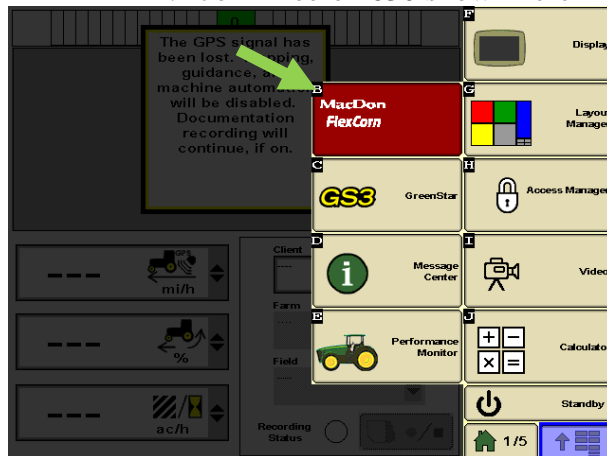 0
The GPS signal has
been lost.
guidance,
machine automation
will be disabled.
Documentation
recording will
continue, if on.
--- GPS
mi/h
---
%
---
ac/h
Client
----
Farm
----
Field
----
Recording
Status
B
MacDon
FlexCorn
C
GS3 GreenStar
D
Message
Center
E
Performance
Monitor
F
Display
G
Layout
Manager
H
Access Manager
I
Video
J
Calculator
Standby
1/5